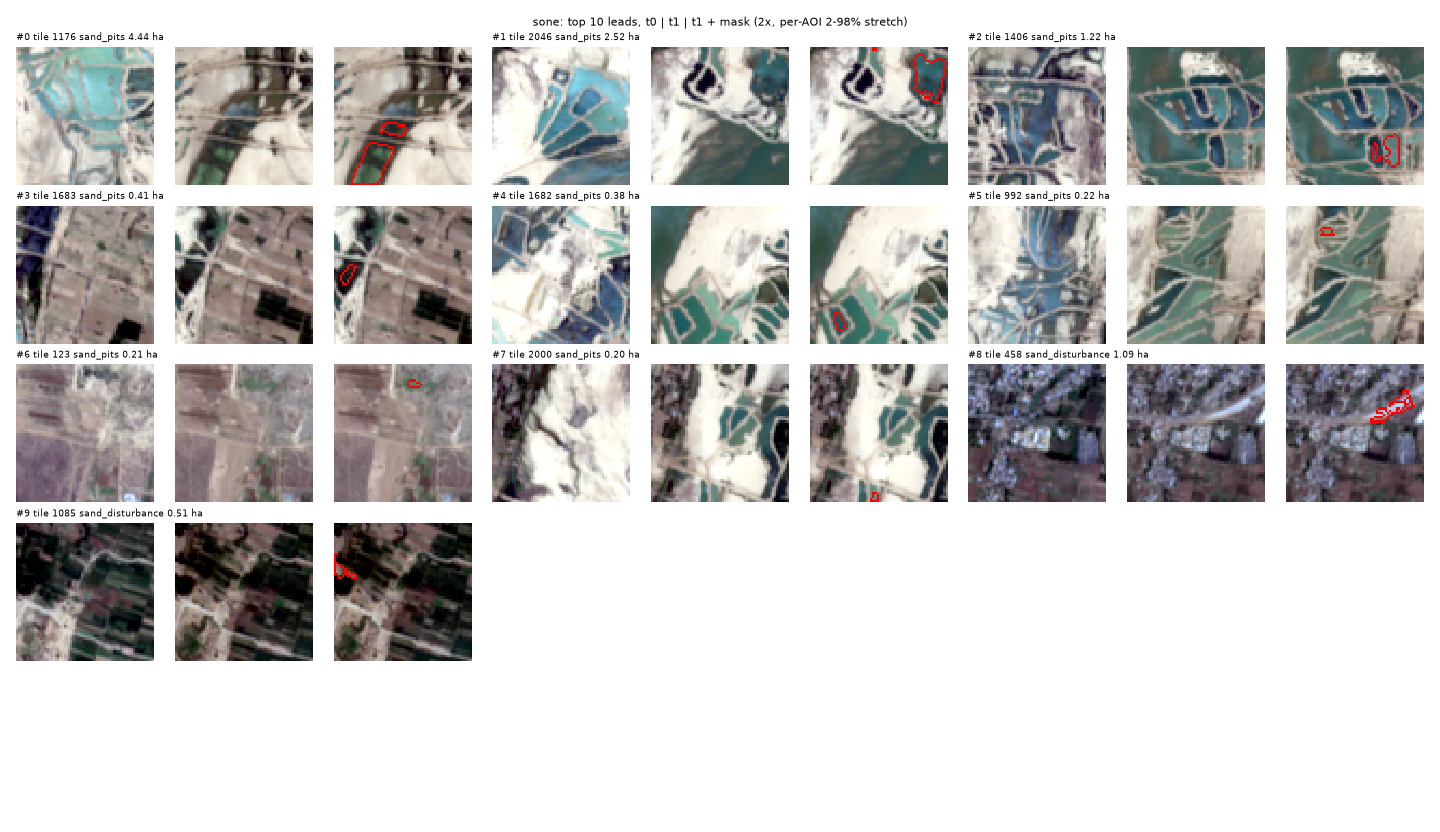 sone: top 10 leads, t0 | t1 | t1 + mask (2x, per-AOI 2-98% stretch)
#0 tile 1176 sand_pits 4.44 ha
#1 tile 2046 sand_pits 2.52 ha
#2 tile 1406 sand_pits 1.22 ha
#3 tile 1683 sand_pits 0.41 ha
#4 tile 1682 sand_pits 0.38 ha
#5 tile 992 sand_pits 0.22 ha
#6 tile 123 sand_pits 0.21 ha
#7 tile 2000 sand_pits 0.20 ha
#8 tile 458 sand_disturbance 1.09 ha
#9 tile 1085 sand_disturbance 0.51 ha